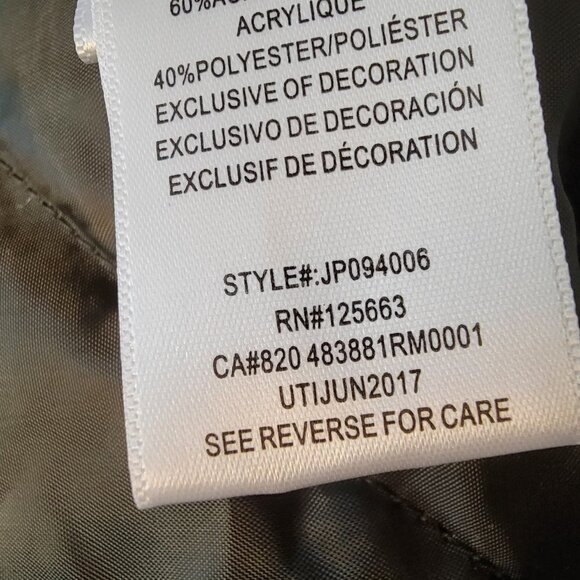 ACRYLIQUE
40%POLYESTER/POLIÉSTER
EXCLUSIVE OF DECORATION
EXCLUSIVO DE DECORACIÓN
EXCLUSIF DE DÉCORATION
STYLE#:JP094006
RN#125663
CA#820 483881RM0001
UTIJUN2017
SEE REVERSE FOR CARE